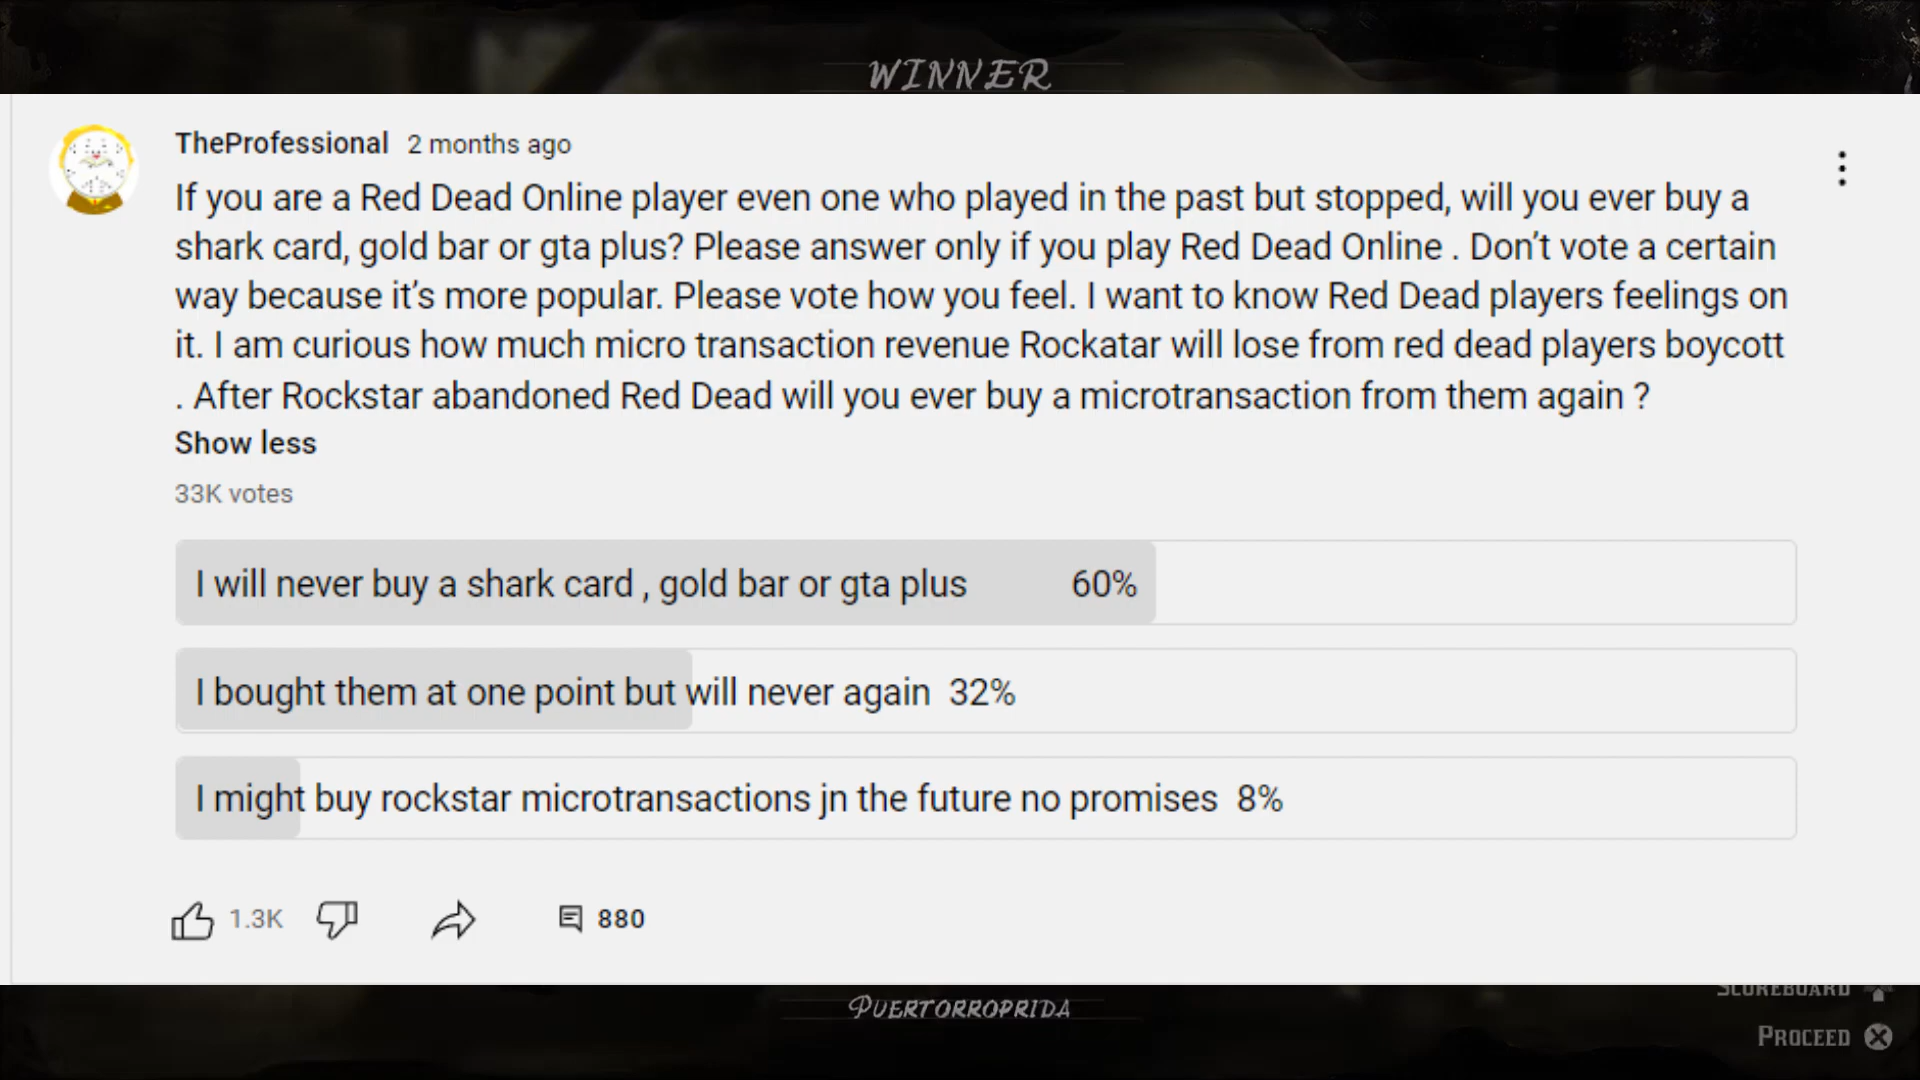 WINNER
TheProfessional 2 months ago
If you are a Red Dead Online player even one who played in the past but stopped, will you ever buy a
shark card, gold bar or gta plus? Please answer only if you play Red Dead Online . Don’t vote a certain
way because it’s more popular. Please vote how you feel. I want to know Red Dead players feelings on
it. I am curious how much micro transaction revenue Rockatar will lose from red dead players boycott
. After Rockstar abandoned Red Dead will you ever buy a microtransaction from them again ?
Show less
33K votes
I will never buy a shark card , gold bar or gta plus 60%
I bought them at one point but will never again 32%
I might buy rockstar microtransactions jn the future no promises 8%
1.3K 880
PUERTORROPRIDA
SCOREBOARD
PROCEED